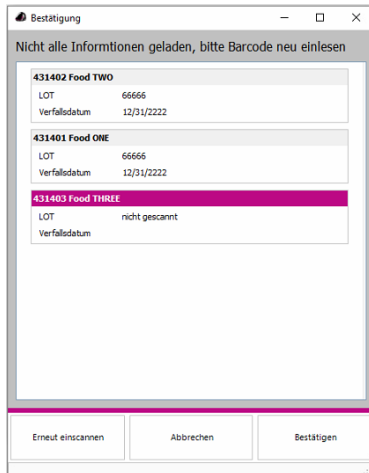 Bestätigung
Nicht alle Informtionen geladen, bitte Barcode neu einlesen
431402 Food TWO
LOT 66666
Verfallsdatum 12/31/2222
431401 Food ONE
LOT 66666
Verfallsdatum 12/31/2222
431403 Food THREE
LOT nicht gescannt
Verfallsdatum
Erneut einscannen Abbrechen Bestätigen